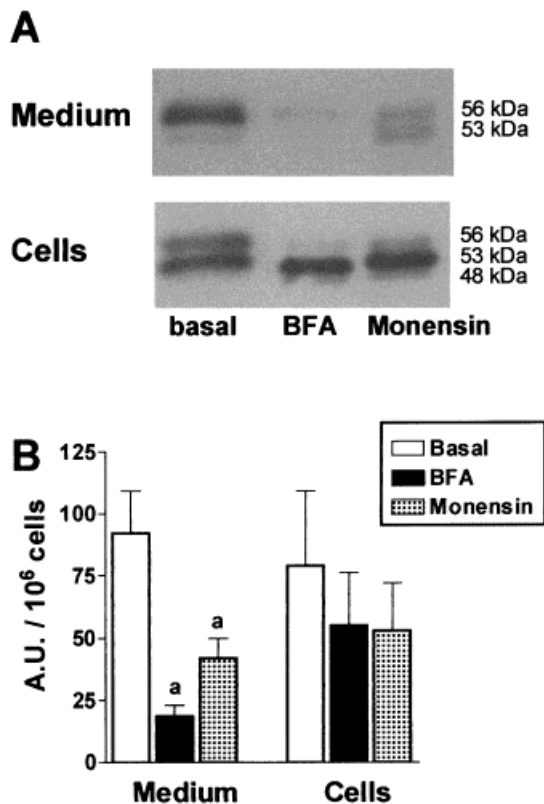 A
Medium
56 kDa
53 kDa
Cells
56 kDa
53 kDa
48 kDa
basal BFA Monensin
B
Basal
BFA
Monensin
A.U. / 10⁶ cells
125
100
75
50
25
0
a
a
Medium Cells